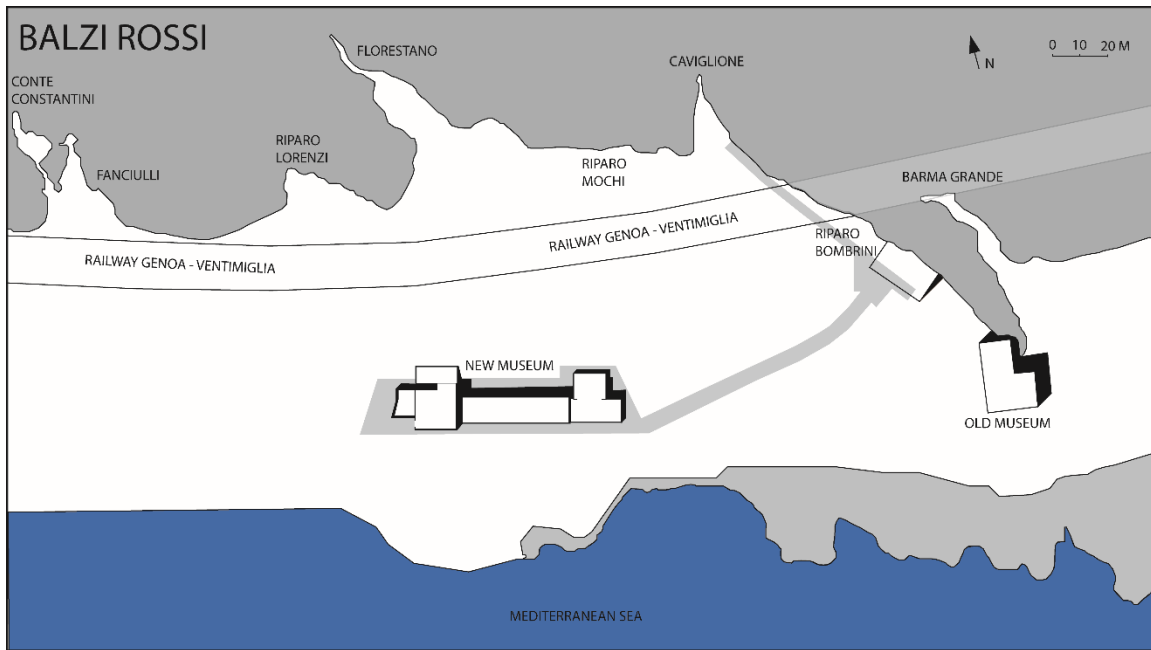 BALZI ROSSI
FLORESTANO
CAVIGLIONE
N
0 10 20 M
CONTE
CONSTANTINI
FANCIULLI
RIPARO
LORENZI
RIPARO
MOCHI
BARMA GRANDE
RAILWAY GENOA - VENTIMIGLIA
RAILWAY GENOA - VENTIMIGLIA
RIPARO
BOMBRINI
NEW MUSEUM
OLD MUSEUM
MEDITERRANEAN SEA